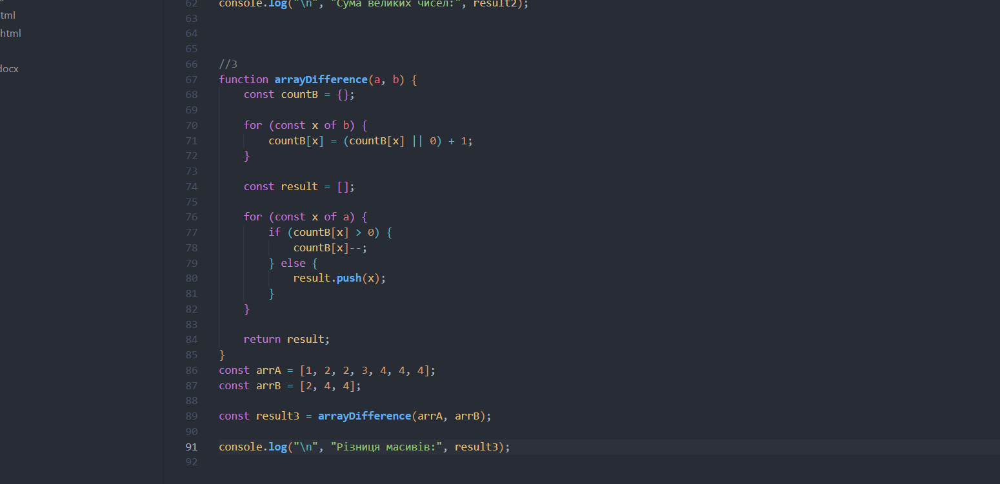 tml
html
docx
62 console.log("\n", "Сума великих чисел:", result2);
63
64
65
66 //3
67 function arrayDifference(a, b) {
68     const countB = {};
69
70     for (const x of b) {
71         countB[x] = (countB[x] || 0) + 1;
72     }
73
74     const result = [];
75
76     for (const x of a) {
77         if (countB[x] > 0) {
78             countB[x]--;
79         } else {
80             result.push(x);
81         }
82     }
83
84     return result;
85 }
86 const arrA = [1, 2, 2, 3, 4, 4, 4];
87 const arrB = [2, 4, 4];
88
89 const result3 = arrayDifference(arrA, arrB);
90
91 console.log("\n", "Різниця масивів:", result3);
92